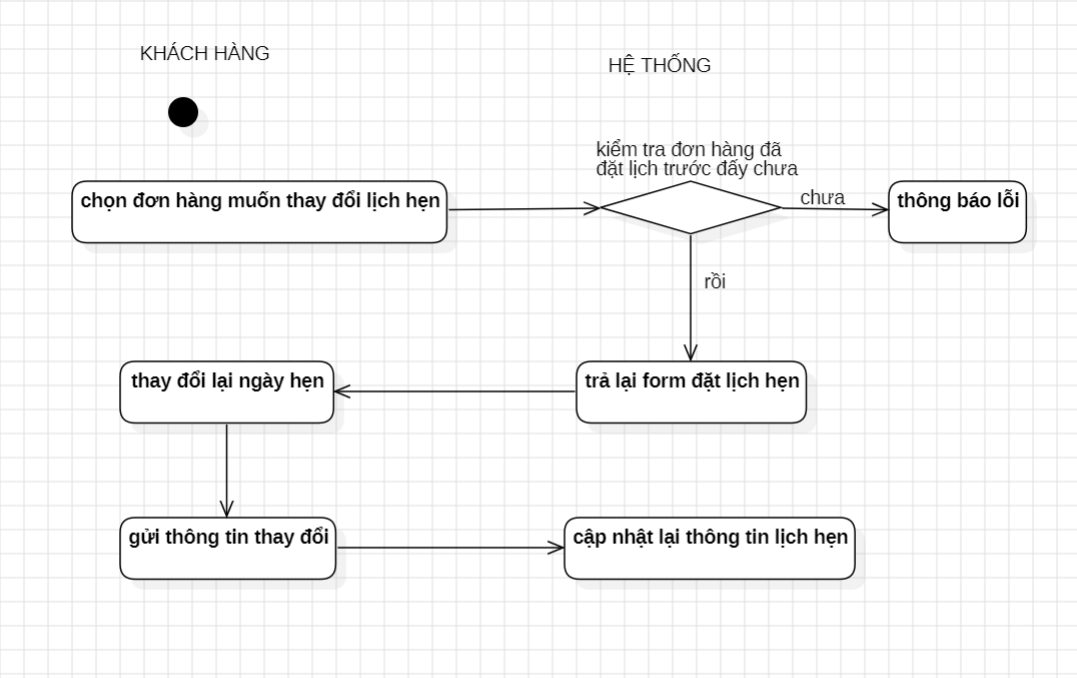 KHÁCH HÀNG
HỆ THỐNG
kiểm tra đơn hàng đã
đặt lịch trước đấy chưa
chọn đơn hàng muốn thay đổi lịch hẹn
chưa
thông báo lỗi
rồi
thay đổi lại ngày hẹn
trả lại form đặt lịch hẹn
gửi thông tin thay đổi
cập nhật lại thông tin lịch hẹn